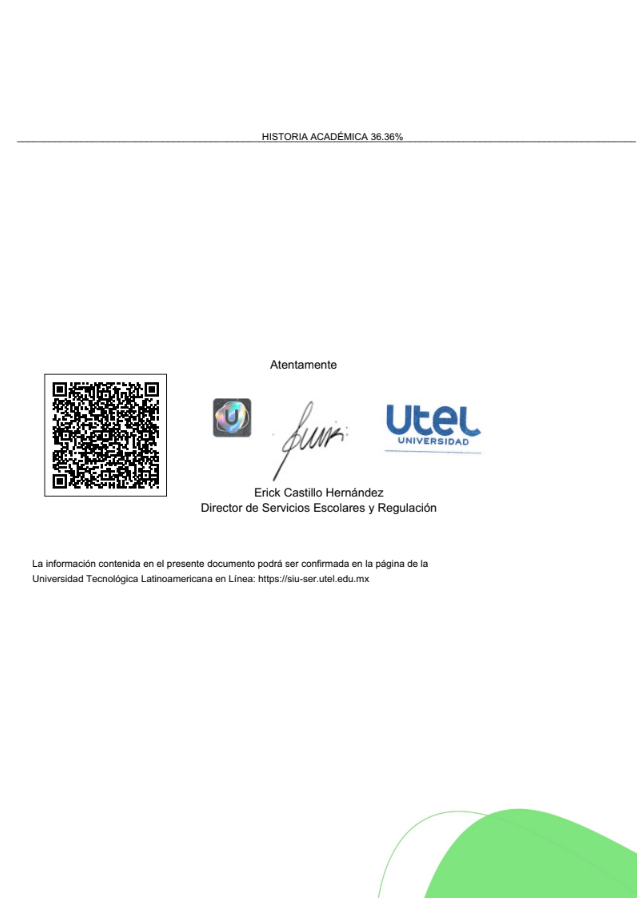 HISTORIA ACADÉMICA 36.36%
Atentamente
U
Utel
UNIVERSIDAD
Erick Castillo Hernández
Director de Servicios Escolares y Regulación
La información contenida en el presente documento podrá ser confirmada en la página de la
Universidad Tecnológica Latinoamericana en Línea: https://siu-ser.utel.edu.mx